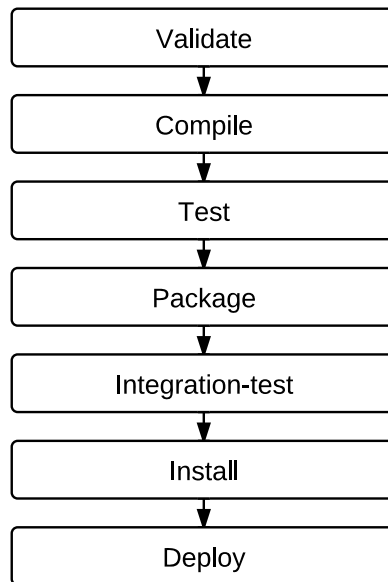 Validate
Compile
Test
Package
Integration-test
Install
Deploy